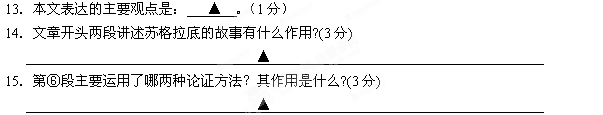 13. 本文表达的主要观点是：▲。（1分）
14. 文章开头两段讲述苏格拉底的故事有什么作用?(3分)
▲
15. 第⑥段主要运用了哪两种论证方法？其作用是什么?(3分)
▲